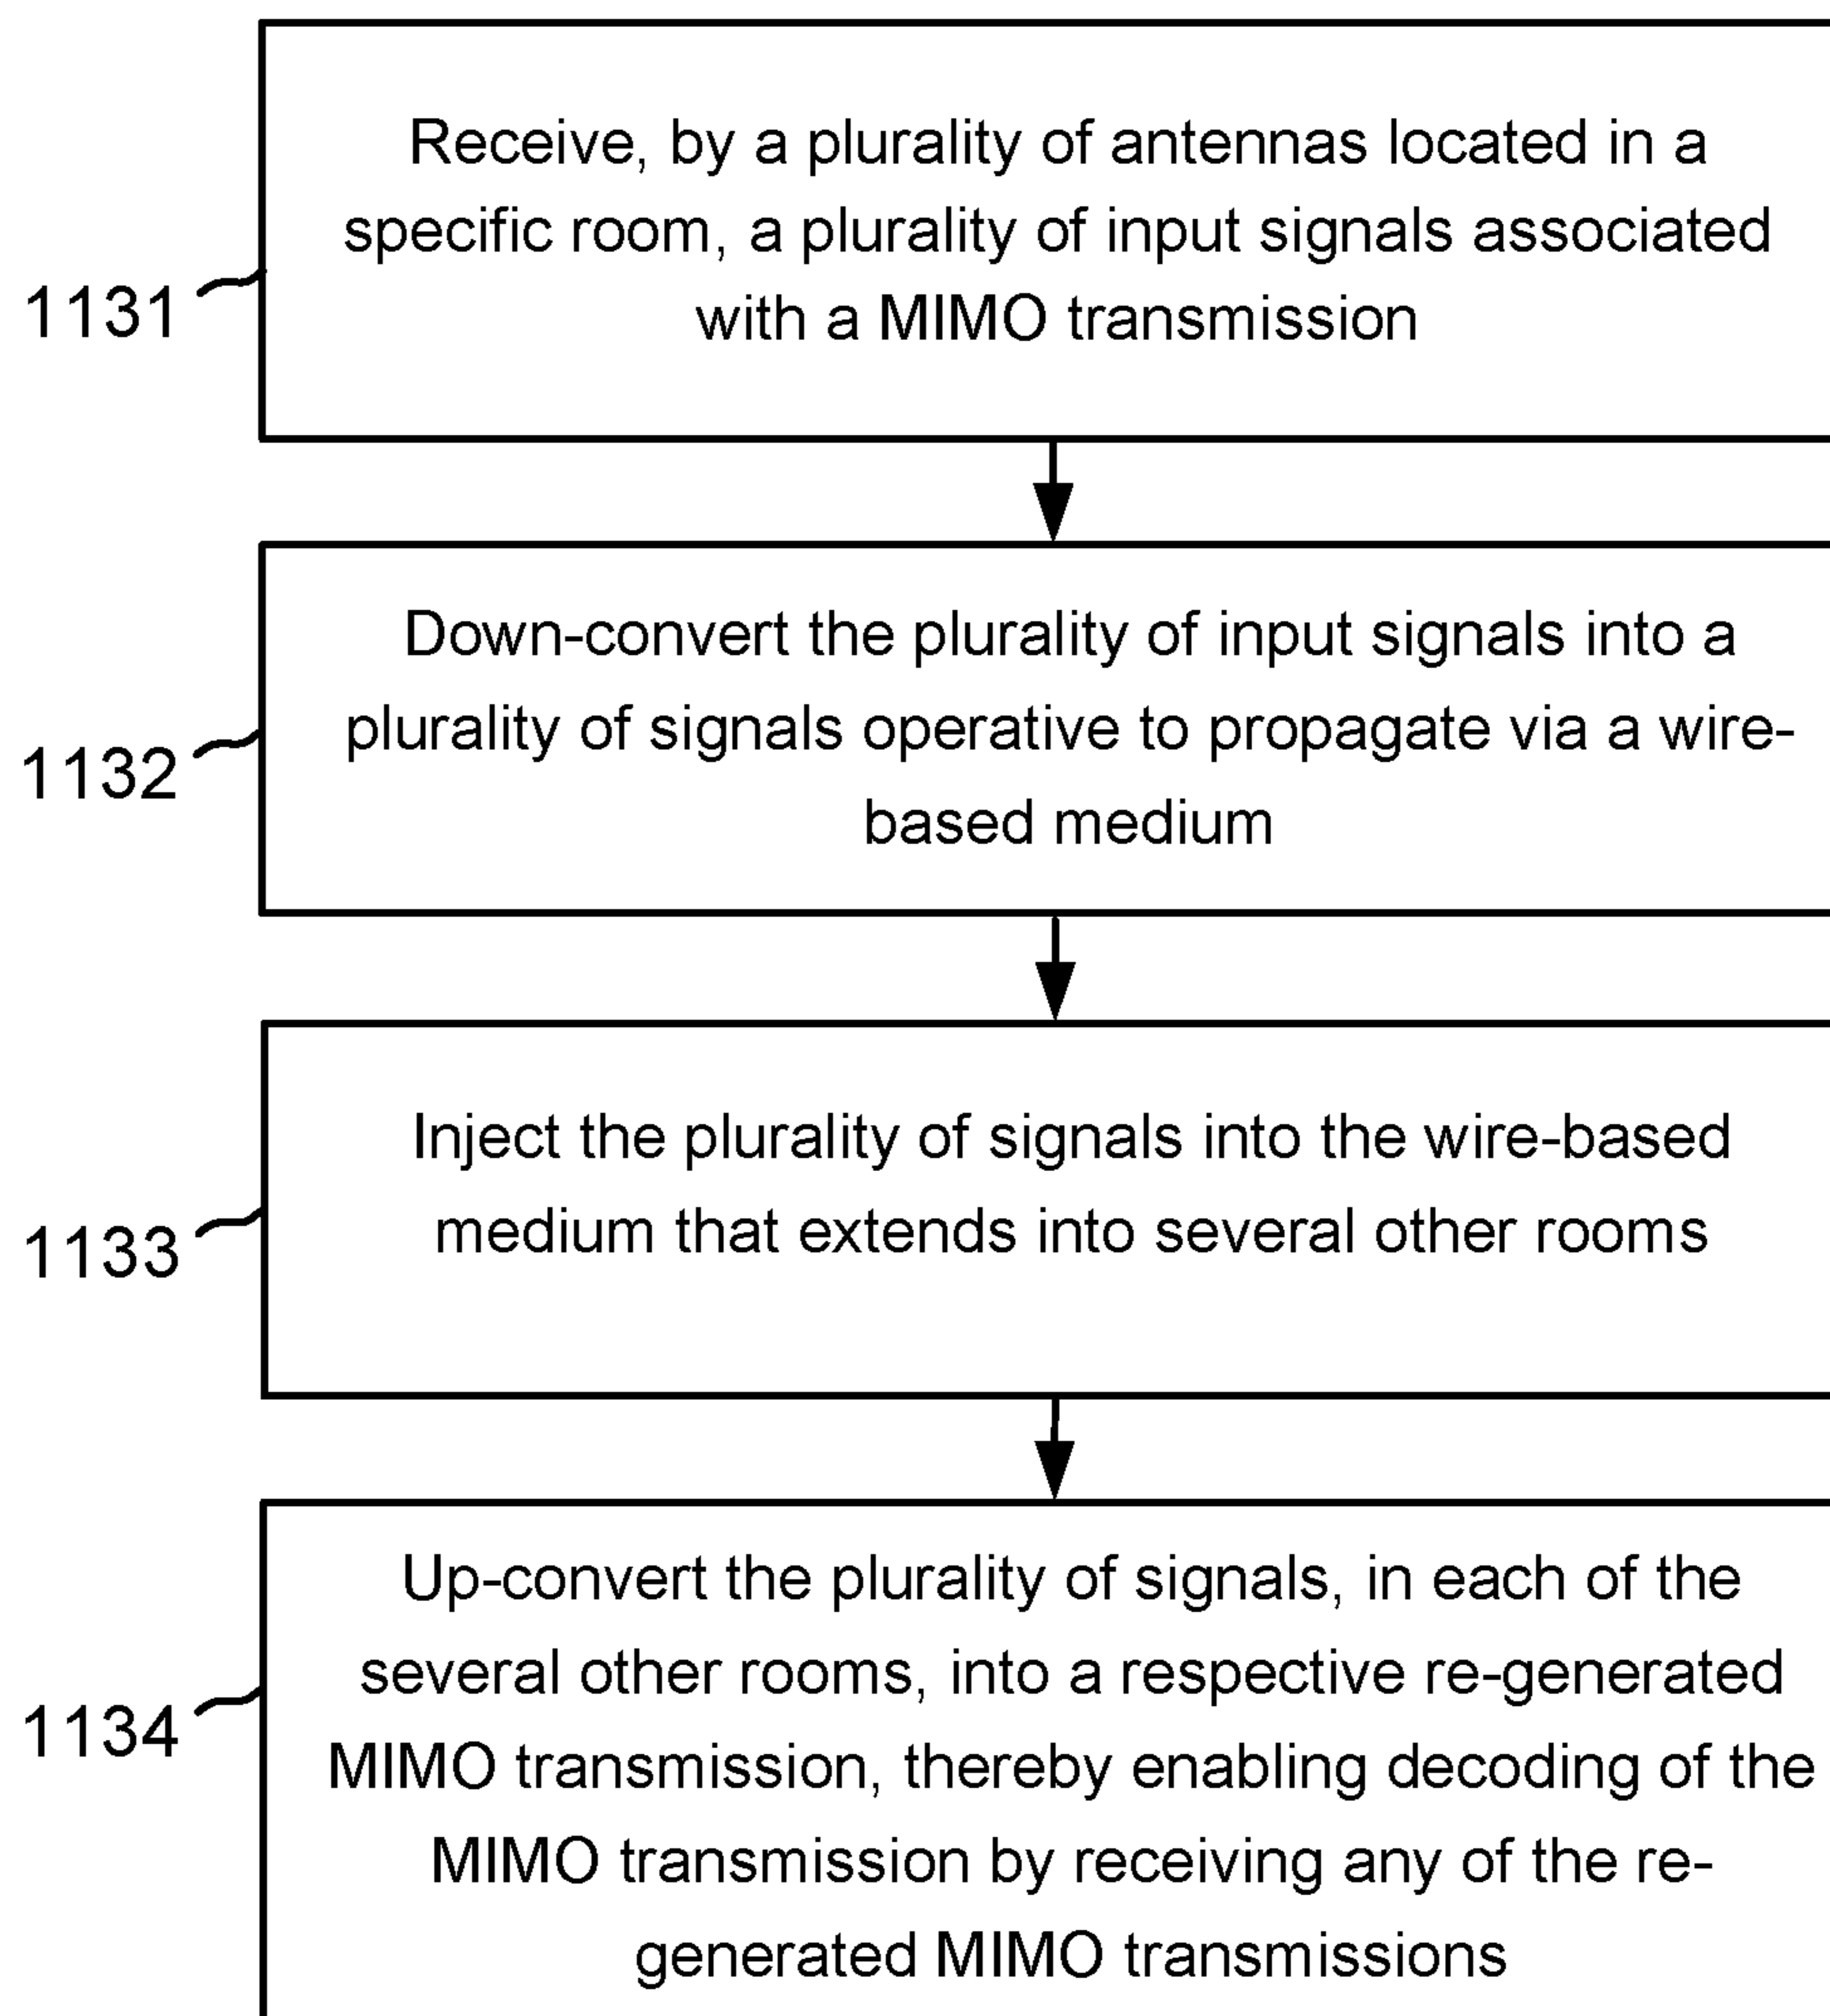 Receive, by a plurality of antennas located in a
specific room, a plurality of input signals associated
with a MIMO transmission
1131
Down-convert the plurality of input signals into a
plurality of signals operative to propagate via a wire-
based medium
1132
Inject the plurality of signals into the wire-based
medium that extends into several other rooms
1133
Up-convert the plurality of signals, in each of the
several other rooms, into a respective re-generated
MIMO transmission, thereby enabling decoding of the
MIMO transmission by receiving any of the re-
generated MIMO transmissions
1134